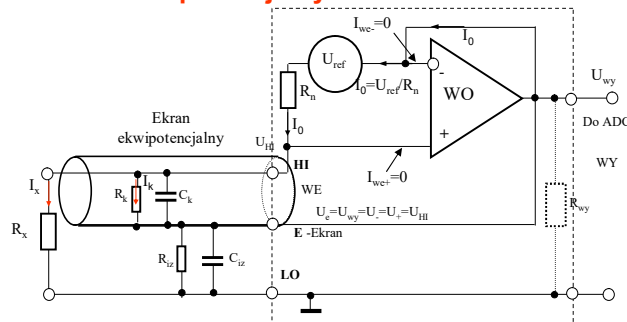 I_we-=0
I_0
U_ref
I_0=U_ref/R_n
-
WO
U_wy
R_n
Do ADC
Ekran
ekwipotencjalny
I_0
U_HI
+
WY
HI
I_we+=0
I_x
I_k
WE
R_k
C_k
R_wy
U_e=U_wy=U_-=U_+=U_HI
R_x
E -Ekran
R_iz
C_iz
LO